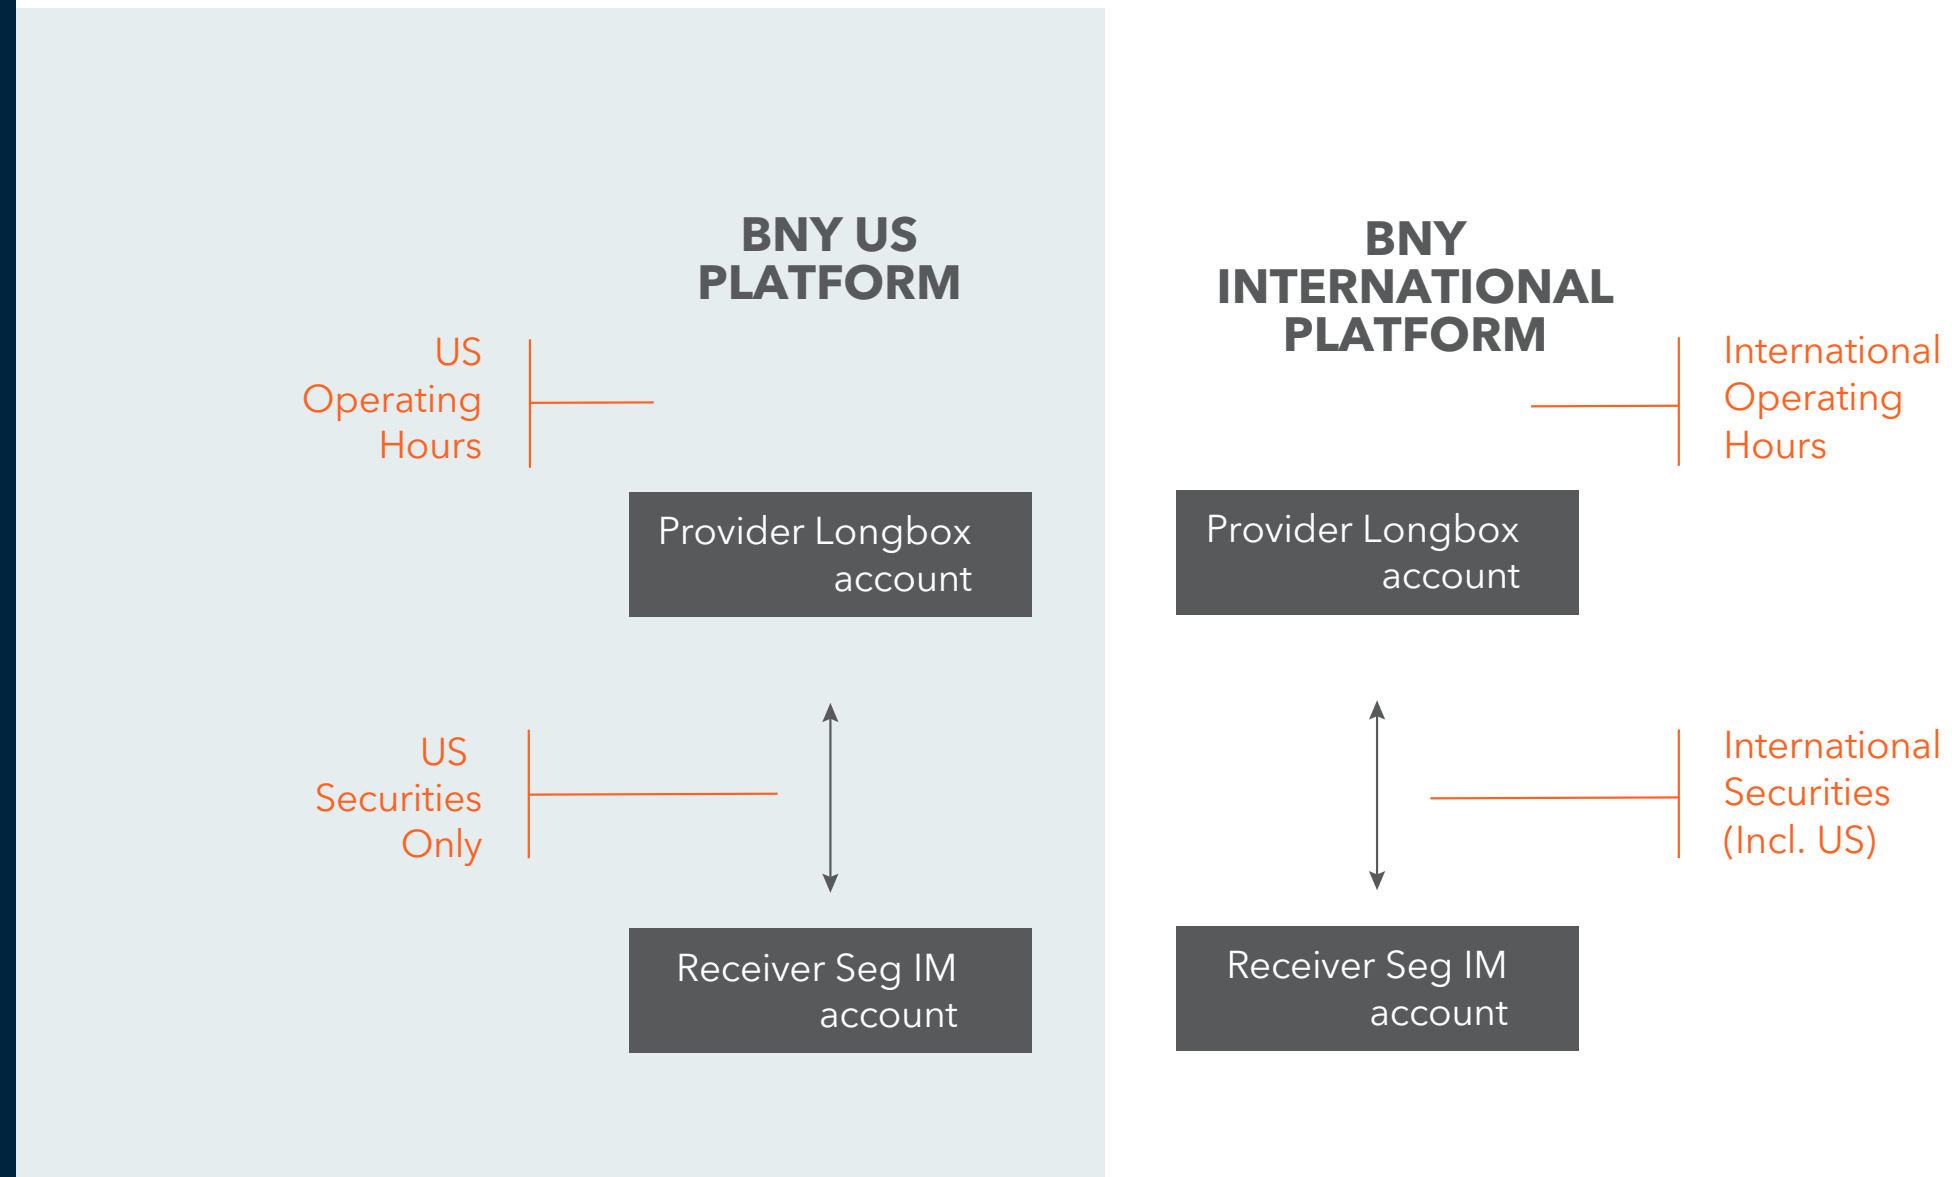 BNY US
PLATFORM
US
Operating
Hours
Provider Longbox
account
US
Securities
Only
Receiver Seg IM
account
BNY
INTERNATIONAL
PLATFORM
International
Operating
Hours
Provider Longbox
account
International
Securities
(Incl. US)
Receiver Seg IM
account